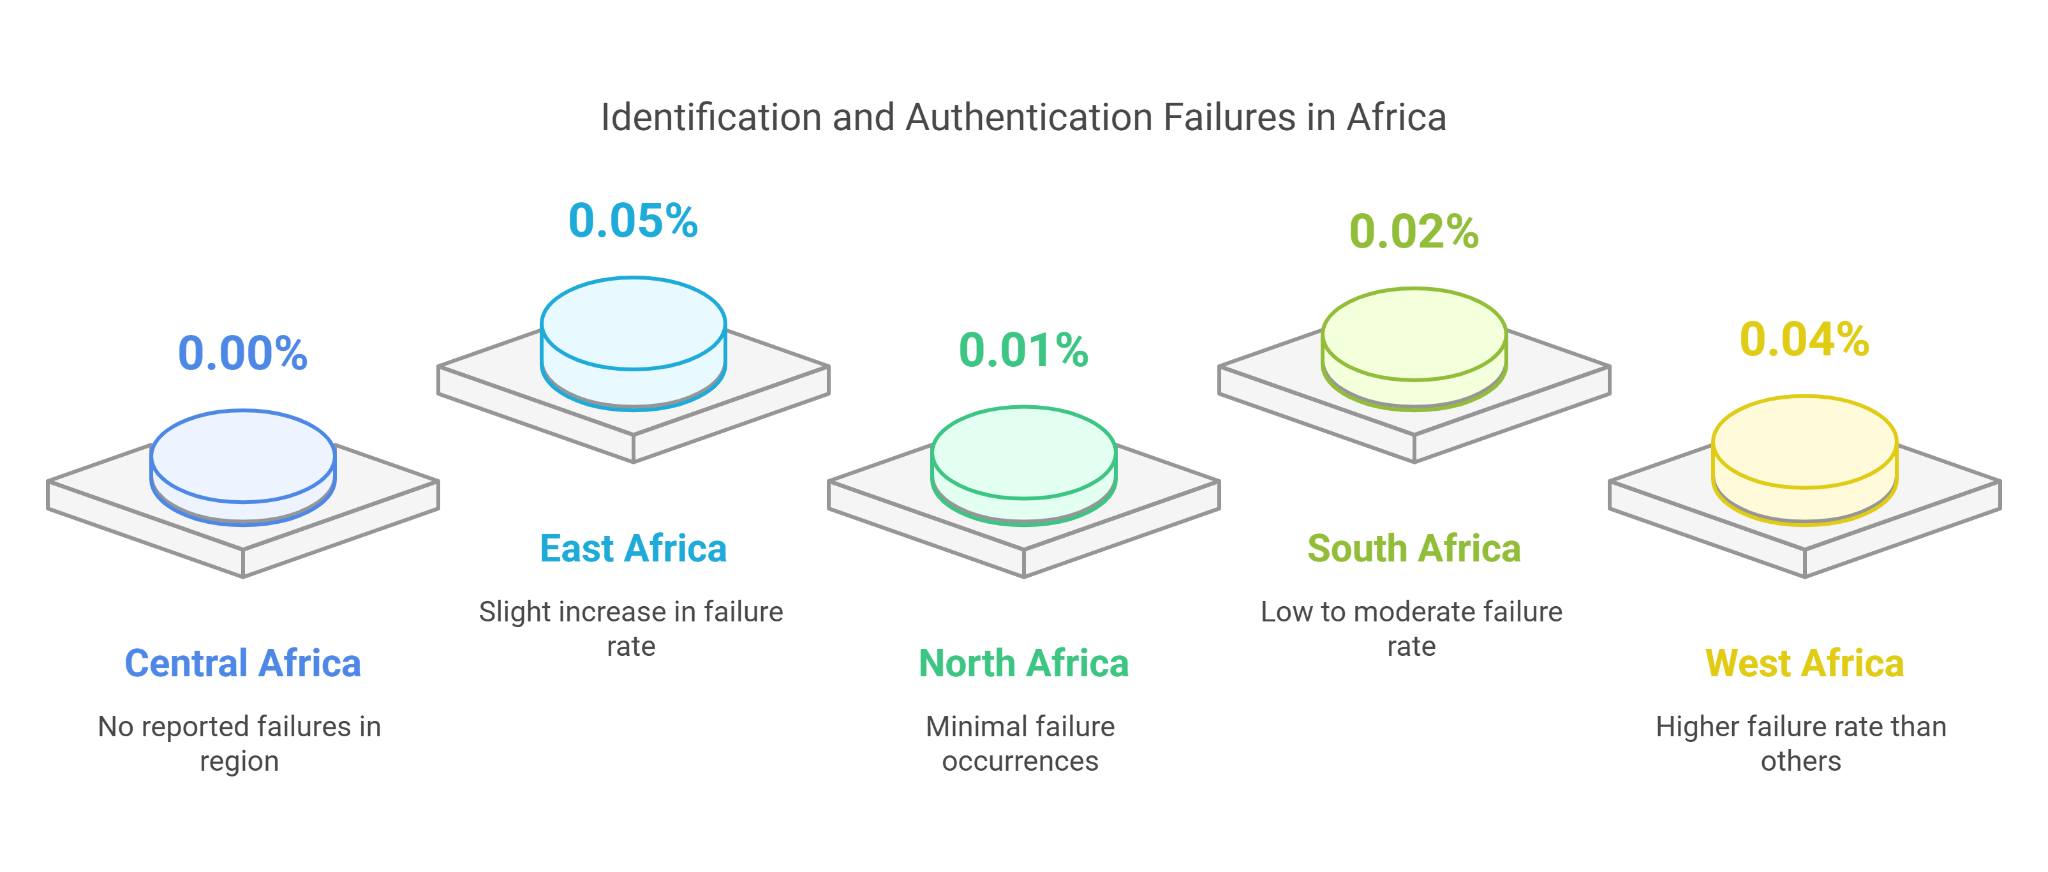 Identification and Authentication Failures in Africa
0.00%
Central Africa
No reported failures in
region
0.05%
East Africa
Slight increase in failure
rate
0.01%
North Africa
Minimal failure
occurrences
0.02%
South Africa
Low to moderate failure
rate
0.04%
West Africa
Higher failure rate than
others